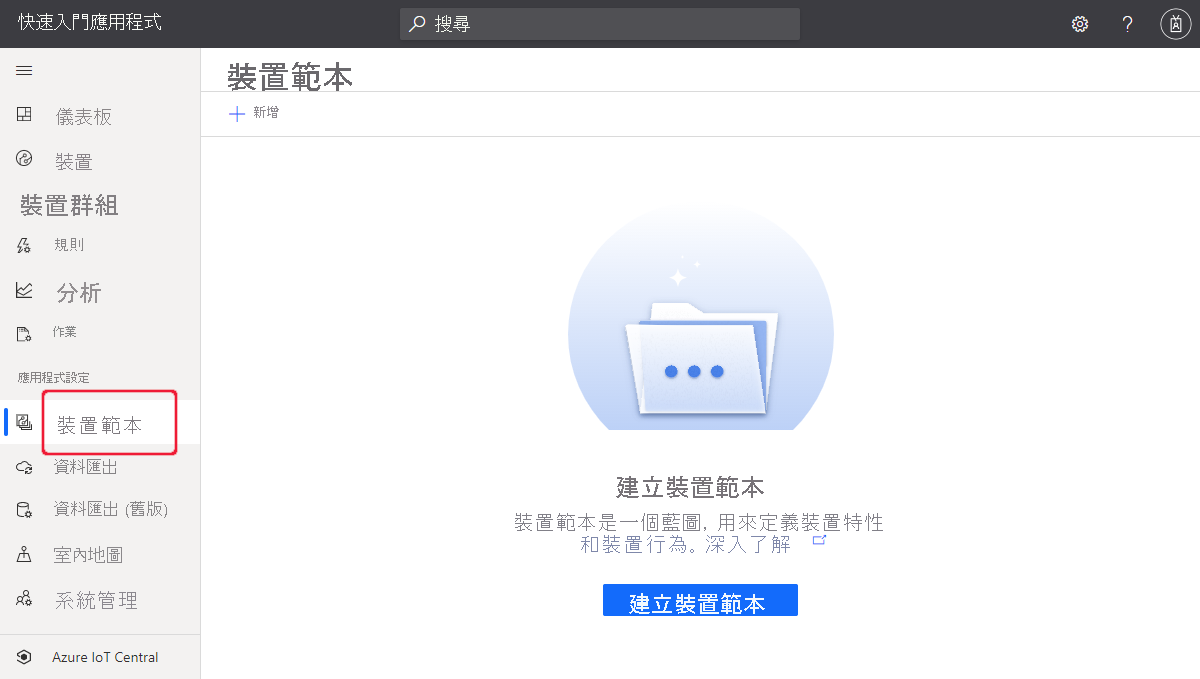 快速入門應用程式
搜尋
裝置範本
新增
儀表板
裝置
裝置群組
規則
分析
作業
應用程式設定
裝置範本
資料匯出
資料匯出 (舊版)
室內地圖
系統管理
Azure IoT Central
建立裝置範本
裝置範本是一個藍圖, 用來定義裝置特性
和裝置行為。深入了解
建立裝置範本